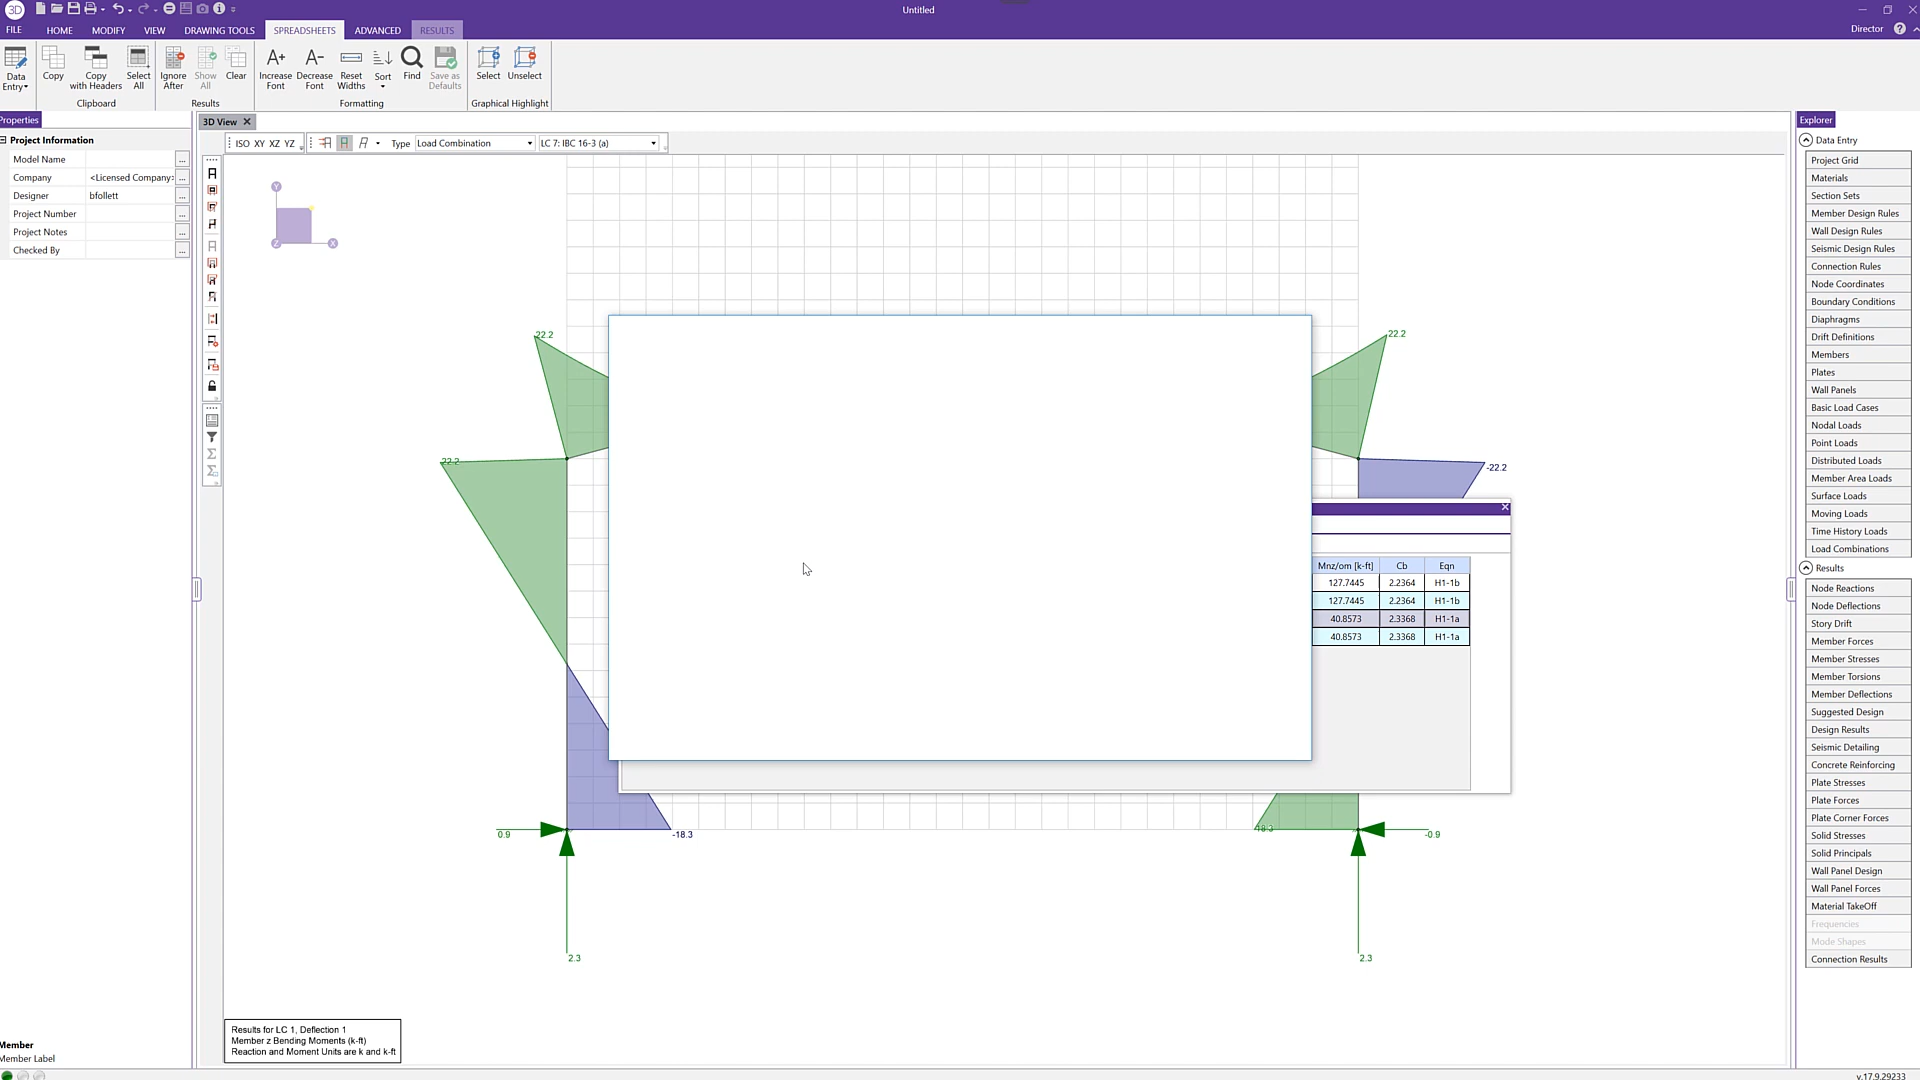 3D
Untitled
FILE HOME MODIFY VIEW DRAWING TOOLS SPREADSHEETS ADVANCED RESULTS
Director
Data
Entry
Copy
Copy
with Headers
Select
All
Clipboard
Ignore
After
Show
All
Clear
Results
Increase
Font
Decrease
Font
Reset
Widths
Sort
Find
Save as
Defaults
Formatting
Select
Unselect
Graphical Highlight
Properties
Project Information
Model Name
Company <Licensed Company>
Designer bfollett
Project Number
Project Notes
Checked By
Member
Member Label
3D View
ISO XY XZ YZ
Type Load Combination LC 7: IBC 16-3 (a)
Y
Z
X
22.2
22.2
22.2
-22.2
Mnz/om [k-ft] Cb Eqn
127.7445 2.2364 H1-1b
127.7445 2.2364 H1-1b
40.8573 2.3368 H1-1a
40.8573 2.3368 H1-1a
0.9
-18.3
18.3
-0.9
2.3
2.3
Results for LC 1, Deflection 1
Member z Bending Moments (k-ft)
Reaction and Moment Units are k and k-ft
Explorer
Data Entry
Project Grid
Materials
Section Sets
Member Design Rules
Wall Design Rules
Seismic Design Rules
Connection Rules
Node Coordinates
Boundary Conditions
Diaphragms
Drift Definitions
Members
Plates
Wall Panels
Basic Load Cases
Nodal Loads
Point Loads
Distributed Loads
Member Area Loads
Surface Loads
Moving Loads
Time History Loads
Load Combinations
Results
Node Reactions
Node Deflections
Story Drift
Member Forces
Member Stresses
Member Torsions
Member Deflections
Suggested Design
Design Results
Seismic Detailing
Concrete Reinforcing
Plate Stresses
Plate Forces
Plate Corner Forces
Solid Stresses
Solid Principals
Wall Panel Design
Wall Panel Forces
Material TakeOff
Frequencies
Mode Shapes
Connection Results
v.17.9.29233